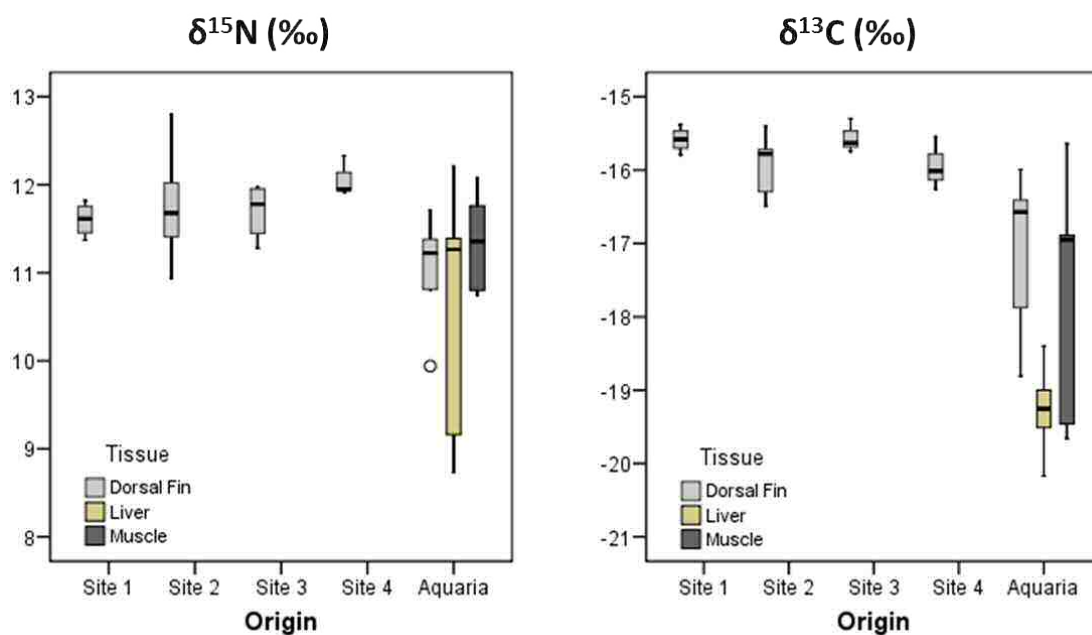 δ¹⁵N (‰)
13
12
11
10
9
8
Tissue
Dorsal Fin
Liver
Muscle
Site 1 Site 2 Site 3 Site 4 Aquaria
Origin
δ¹³C (‰)
-15
-16
-17
-18
-19
-20
-21
Tissue
Dorsal Fin
Liver
Muscle
Site 1 Site 2 Site 3 Site 4 Aquaria
Origin